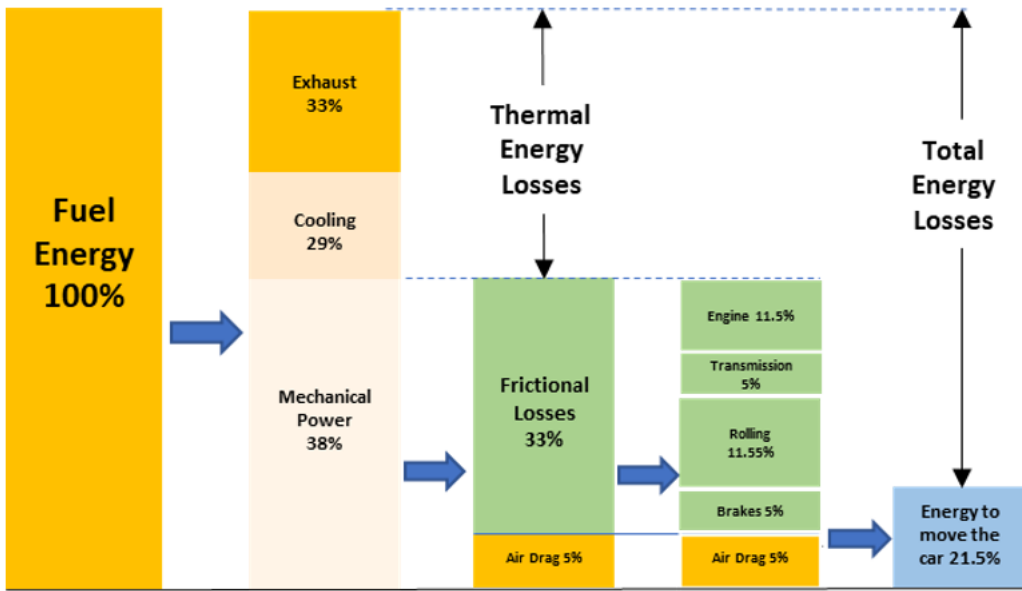 Fuel
Energy
100%
Exhaust
33%
Cooling
29%
Mechanical
Power
38%
Thermal
Energy
Losses
Frictional
Losses
33%
Air Drag 5%
Engine 11.5%
Transmission
5%
Rolling
11.55%
Brakes 5%
Air Drag 5%
Total
Energy
Losses
Energy to
move the
car 21.5%